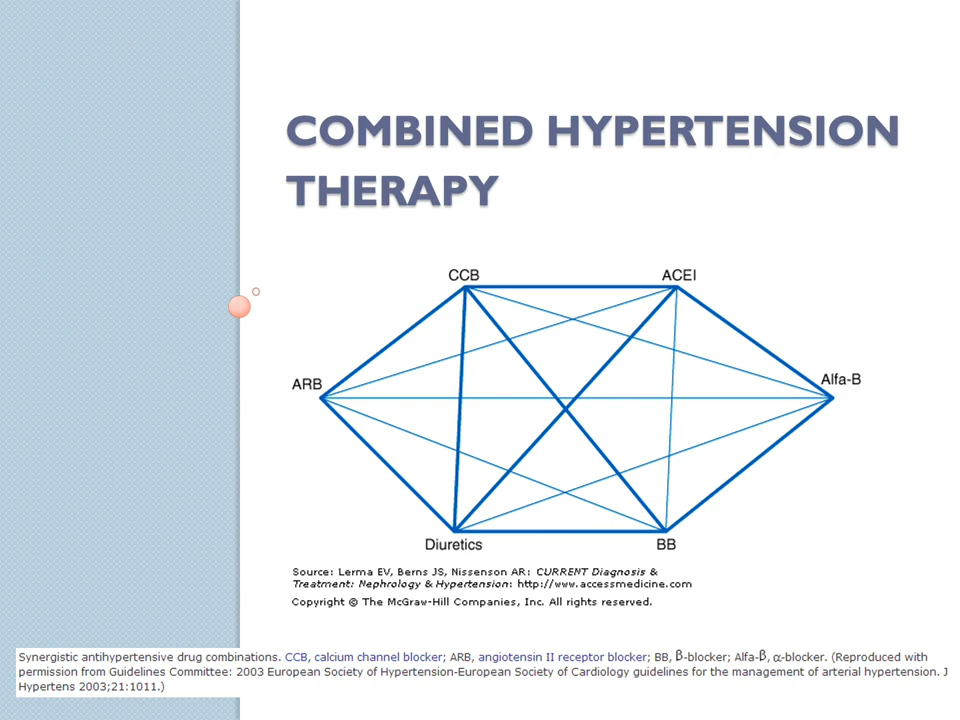 COMBINED HYPERTENSION
THERAPY
CCB
ACEI
ARB
Alfa-B
Diuretics
BB
Source: Lerma EV, Berns JS, Nissenson AR: CURRENT Diagnosis &
Treatment: Nephrology & Hypertension: http://www.accessmedicine.com
Copyright © The McGraw-Hill Companies, Inc. All rights reserved.
Synergistic antihypertensive drug combinations. CCB, calcium channel blocker; ARB, angiotensin II receptor blocker; BB, β-blocker; Alfa-β, α-blocker. (Reproduced with
permission from Guidelines Committee: 2003 European Society of Hypertension-European Society of Cardiology guidelines for the management of arterial hypertension. J
Hypertens 2003;21:1011.)